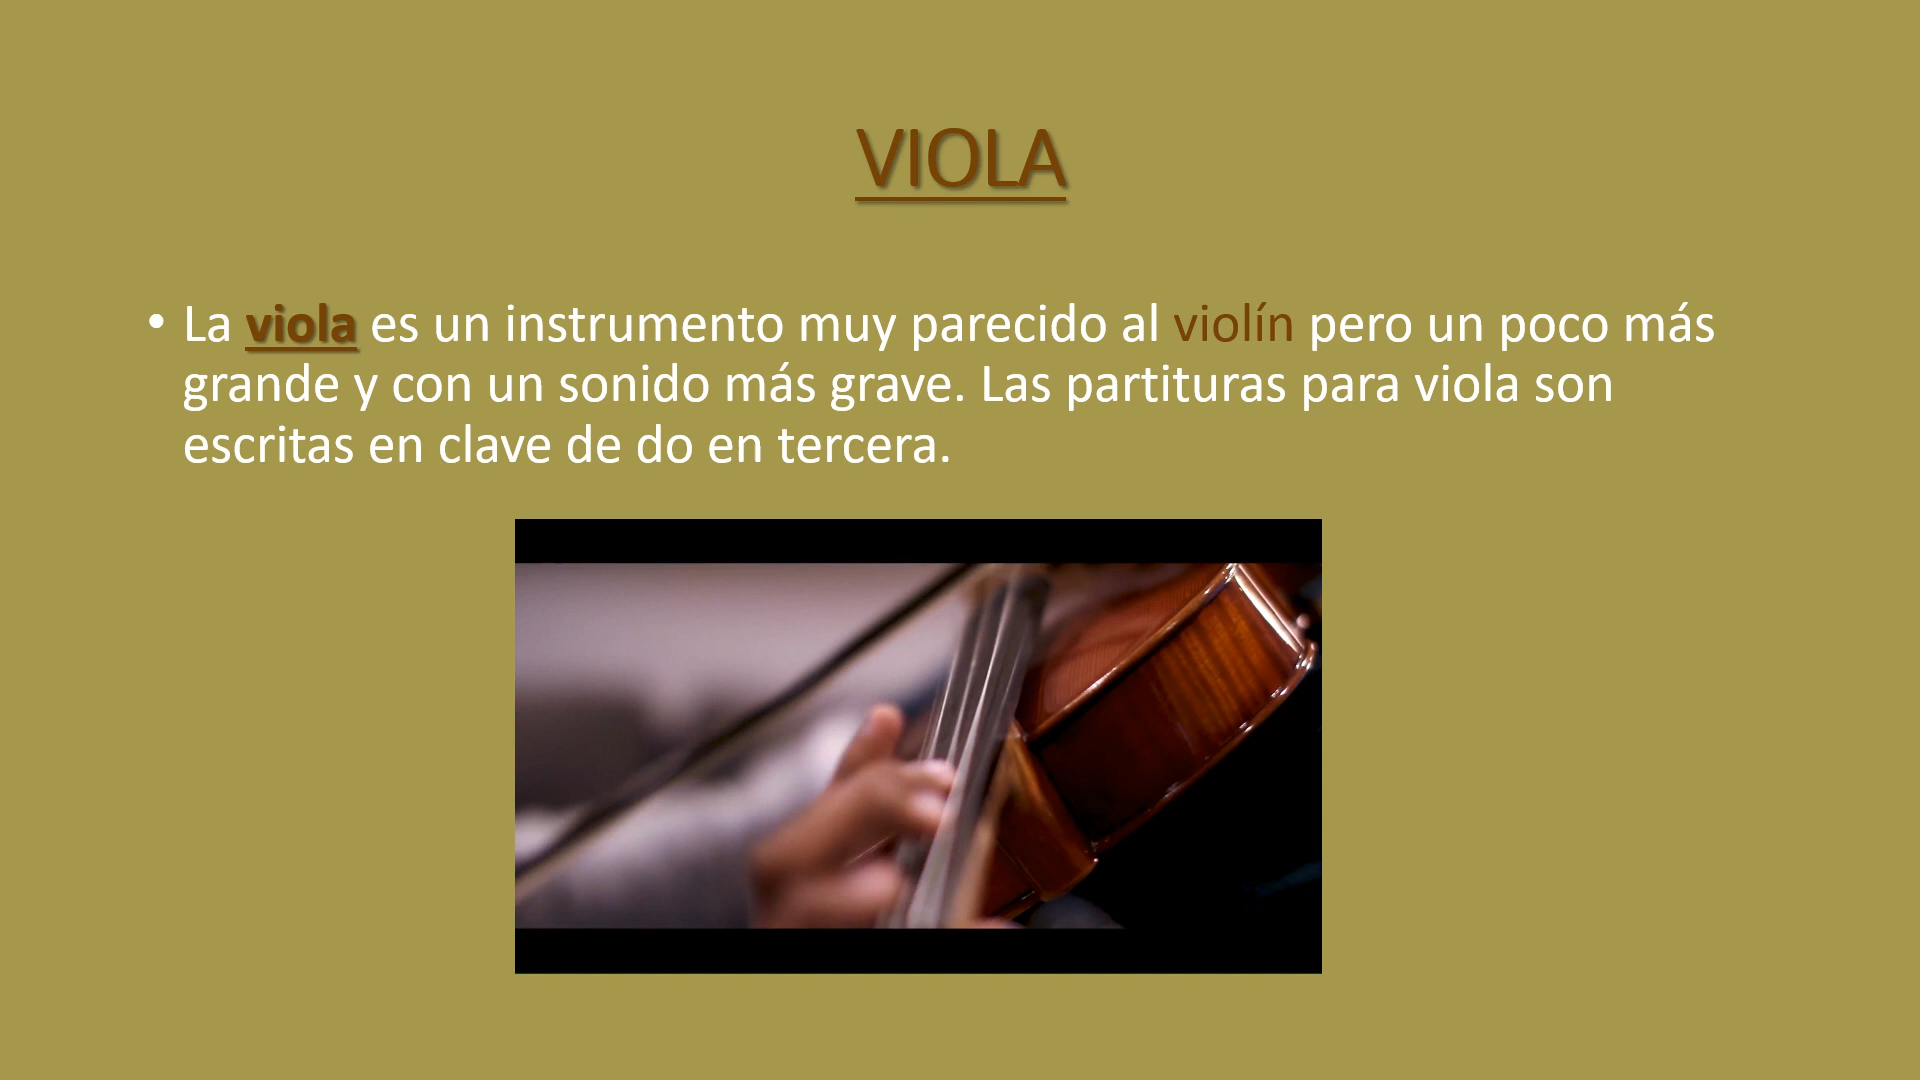 VIOLA
• La viola es un instrumento muy parecido al violín pero un poco más
grande y con un sonido más grave. Las partituras para viola son
escritas en clave de do en tercera.